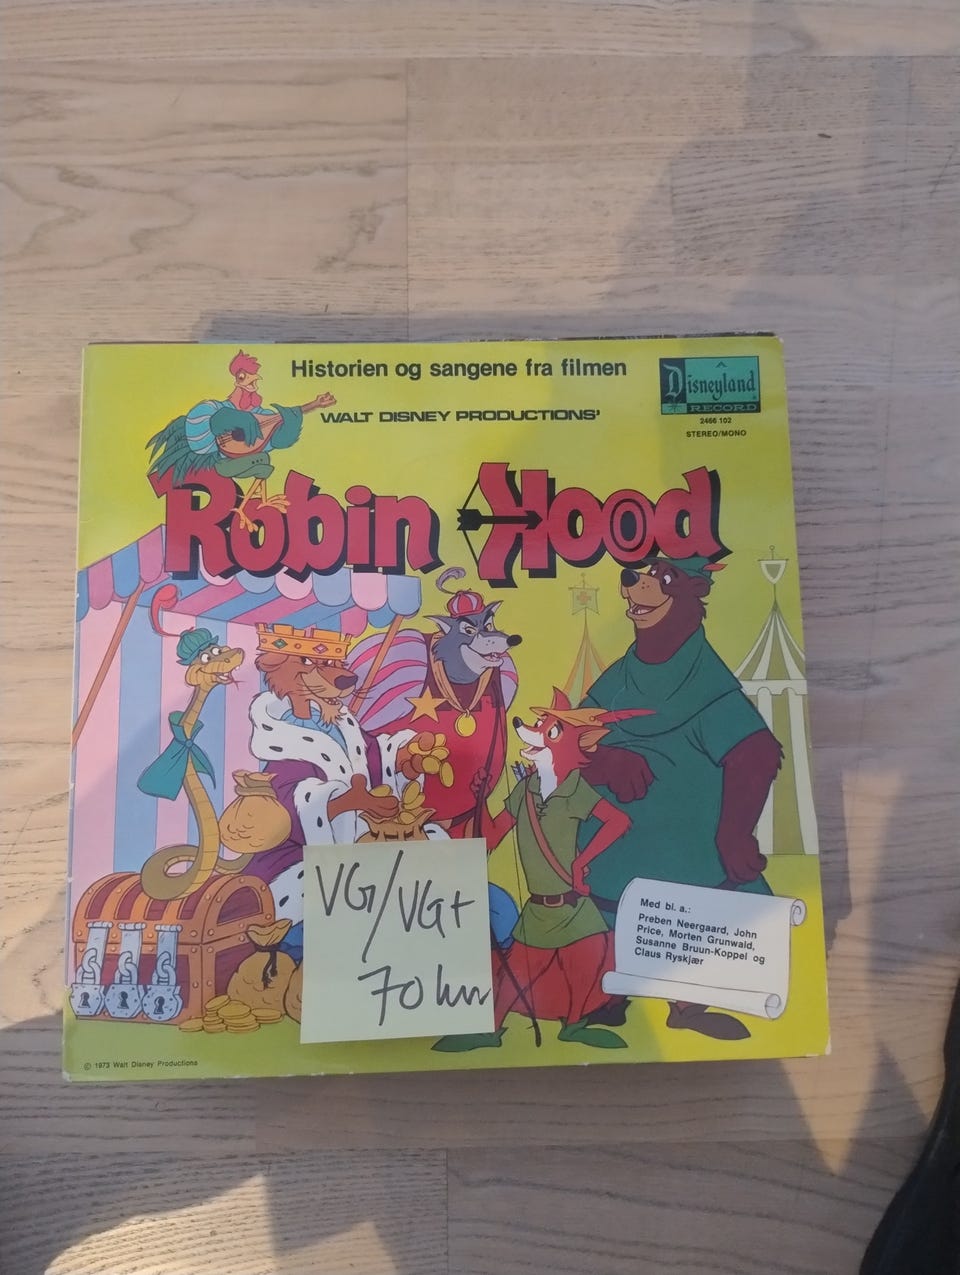 Historien og sangene fra filmen
WALT DISNEY PRODUCTIONS'
Disneyland
RECORD
2466 102
STEREO/MONO
Robin Hood
VG/VG+
70 kr
Med bl. a.:
Preben Neergaard, John
Price, Morten Grunwald,
Susanne Bruun-Koppel og
Claus Ryskjær
© 1973 Walt Disney Productions